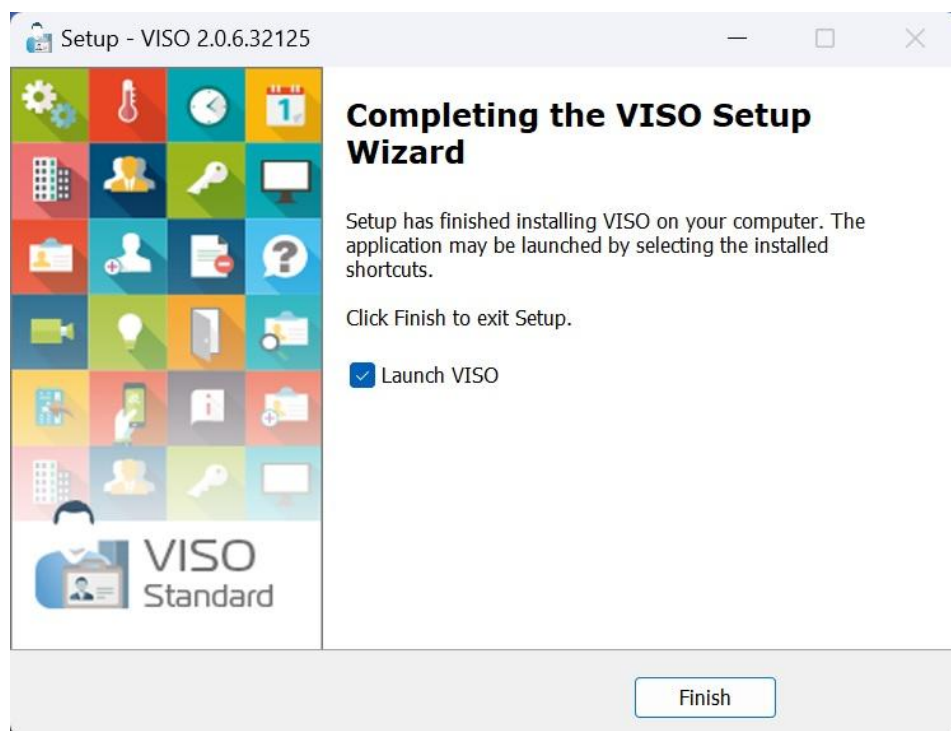 Setup - VISO 2.0.6.32125
Completing the VISO Setup
Wizard
Setup has finished installing VISO on your computer. The
application may be launched by selecting the installed
shortcuts.
Click Finish to exit Setup.
Launch VISO
1
?
i
VISO
Standard
Finish